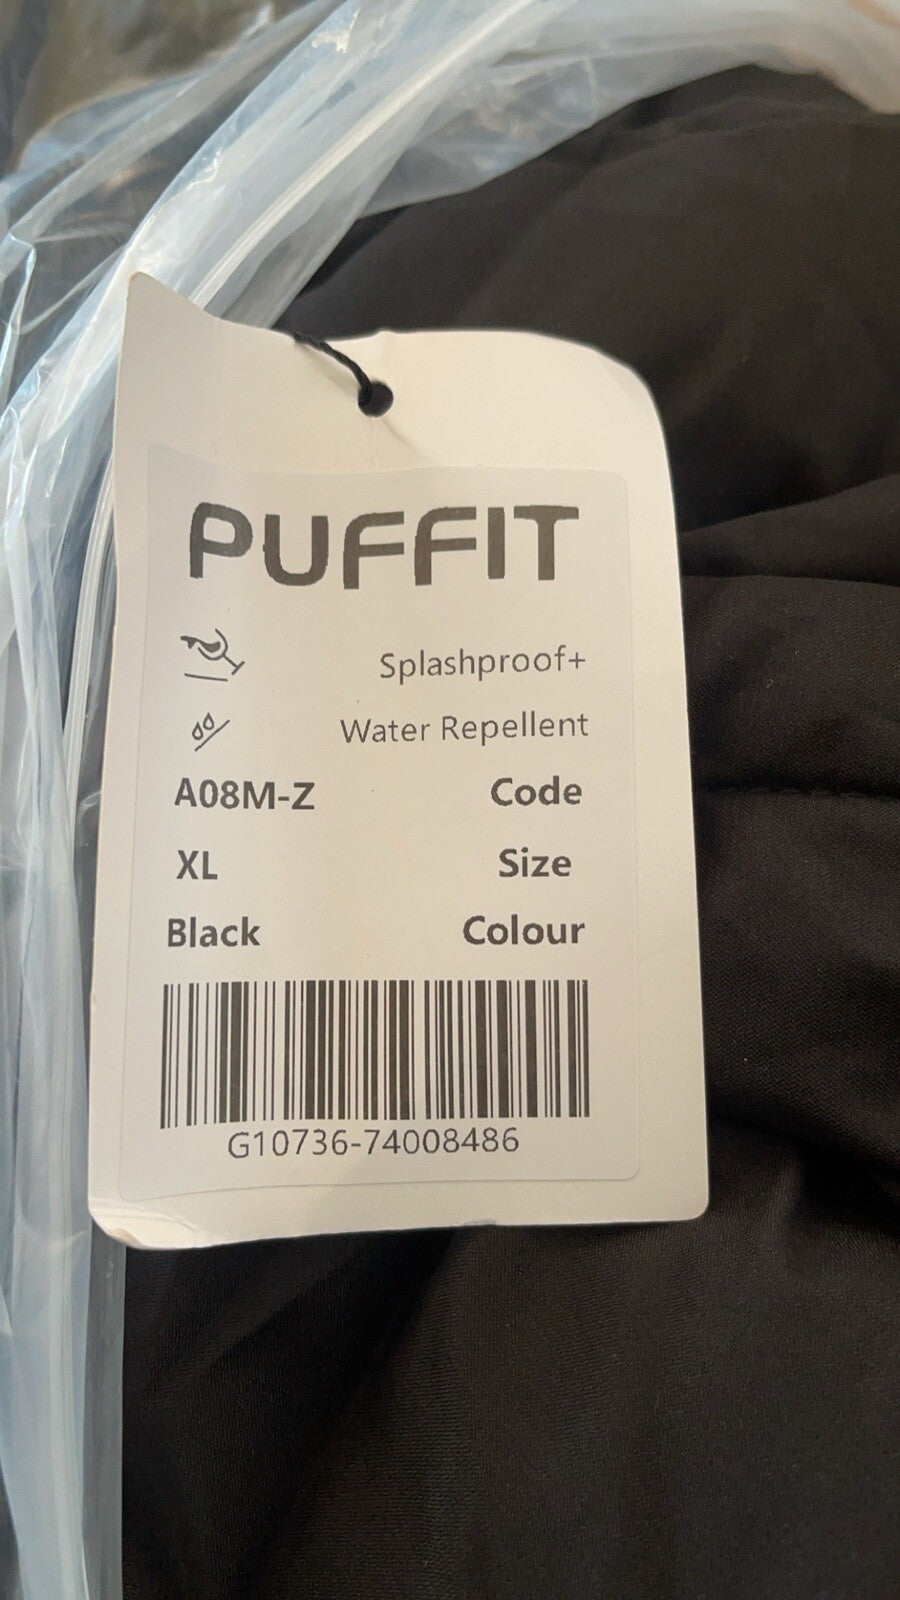 PUFFIT
Splashproof+
Water Repellent
A08M-Z Code
XL Size
Black Colour
G10736-74008486